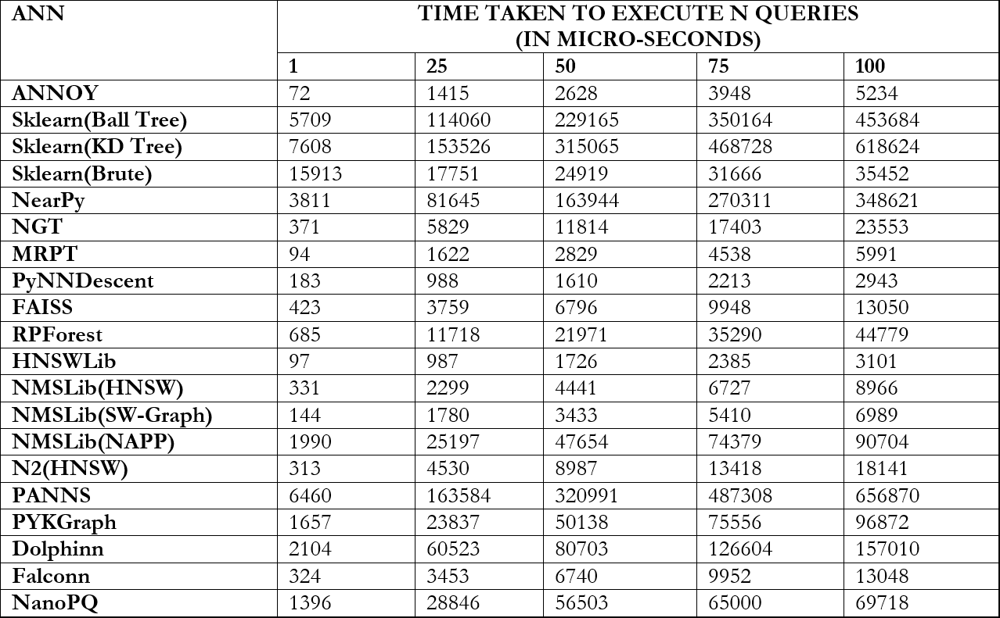 ANN TIME TAKEN TO EXECUTE N QUERIES
(IN MICRO-SECONDS)
1 25 50 75 100
ANNOY 72 1415 2628 3948 5234
Sklearn(Ball Tree) 5709 114060 229165 350164 453684
Sklearn(KD Tree) 7608 153526 315065 468728 618624
Sklearn(Brute) 15913 17751 24919 31666 35452
NearPy 3811 81645 163944 270311 348621
NGT 371 5829 11814 17403 23553
MRPT 94 1622 2829 4538 5991
PyNNDescent 183 988 1610 2213 2943
FAISS 423 3759 6796 9948 13050
RPForest 685 11718 21971 35290 44779
HNSWLib 97 987 1726 2385 3101
NMSLib(HNSW) 331 2299 4441 6727 8966
NMSLib(SW-Graph) 144 1780 3433 5410 6989
NMSLib(NAPP) 1990 25197 47654 74379 90704
N2(HNSW) 313 4530 8987 13418 18141
PANNS 6460 163584 320991 487308 656870
PYKGraph 1657 23837 50138 75556 96872
Dolphinn 2104 60523 80703 126604 157010
Falconn 324 3453 6740 9952 13048
NanoPQ 1396 28846 56503 65000 69718